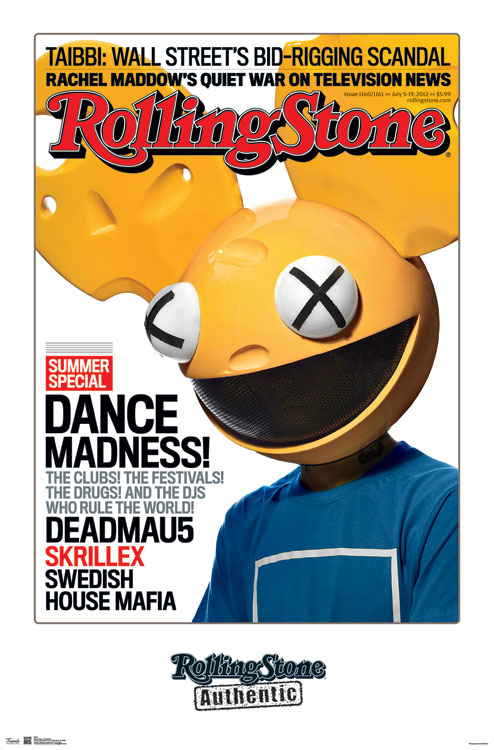 TAIBBI: WALL STREET'S BID-RIGGING SCANDAL
RACHEL MADDOW'S QUIET WAR ON TELEVISION NEWS
Issue 1160/1161 >> July 5-19, 2012 >> $5.99
rollingstone.com
RollingStone®
X
SUMMER
SPECIAL
DANCE
MADNESS!
THE CLUBS! THE FESTIVALS!
THE DRUGS! AND THE DJS
WHO RULE THE WORLD!
DEADMAU5
SKRILLEX
SWEDISH
HOUSE MAFIA
RollingStone
Authentic
Trends